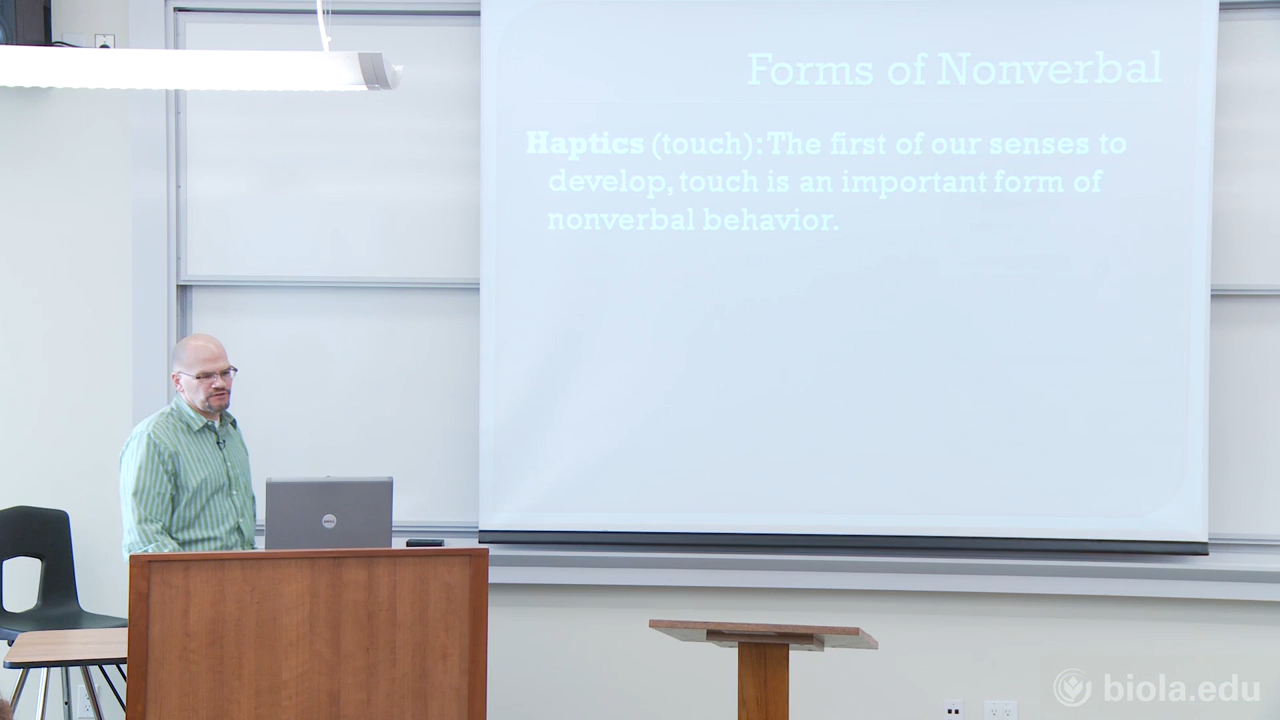 Forms of Nonverbal
Haptics (touch): The first of our senses to
develop, touch is an important form of
nonverbal behavior.
DELL
biola.edu